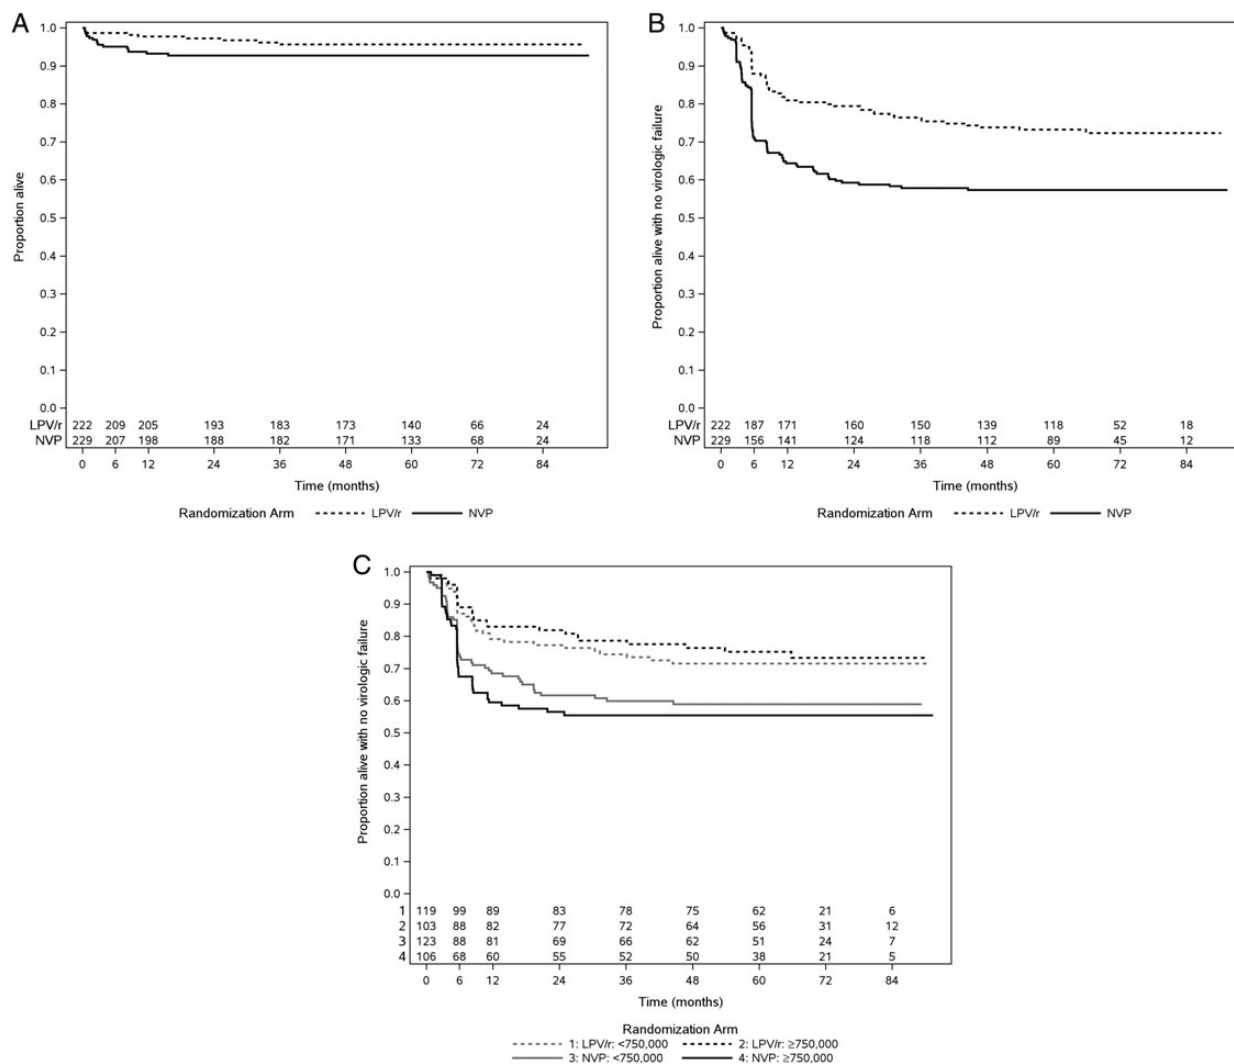 A
Proportion alive
1.0
0.9
0.8
0.7
0.6
0.5
0.4
0.3
0.2
0.1
0.0
LPV/r 222 209 205 193 183 173 140 66 24
NVP 229 207 198 188 182 171 133 68 24
0 6 12 24 36 48 60 72 84
Time (months)
Randomization Arm LPV/r NVP
B
Proportion alive with no virologic failure
1.0
0.9
0.8
0.7
0.6
0.5
0.4
0.3
0.2
0.1
0.0
LPV/r 222 187 171 160 150 139 118 52 18
NVP 229 156 141 124 118 112 89 45 12
0 6 12 24 36 48 60 72 84
Time (months)
Randomization Arm LPV/r NVP
C
Proportion alive with no virologic failure
1.0
0.9
0.8
0.7
0.6
0.5
0.4
0.3
0.2
0.1
0.0
1 119 99 89 83 78 75 62 21 6
2 103 88 82 77 72 64 56 31 12
3 123 88 81 69 66 62 51 24 7
4 106 68 60 55 52 50 38 21 5
0 6 12 24 36 48 60 72 84
Time (months)
Randomization Arm
1: LPV/r: <750,000 2: LPV/r: ≥750,000
3: NVP: <750,000 4: NVP: ≥750,000